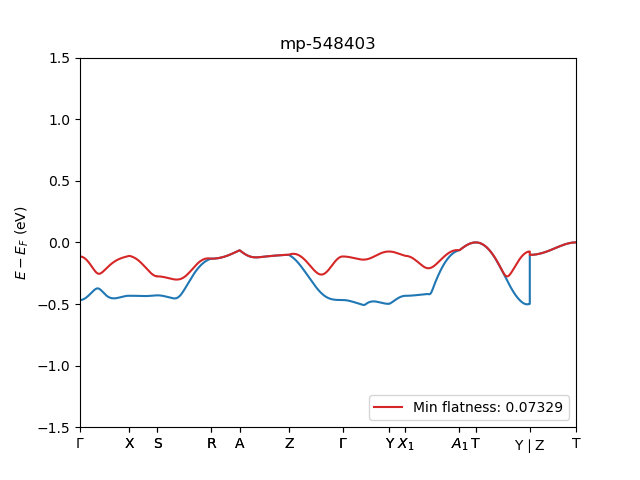 mp-548403
E − E_F (eV)
1.5
1.0
0.5
0.0
−0.5
−1.0
−1.5
Min flatness: 0.07329
Γ X S R A Z Γ Y X₁ A₁ T Y | Z T